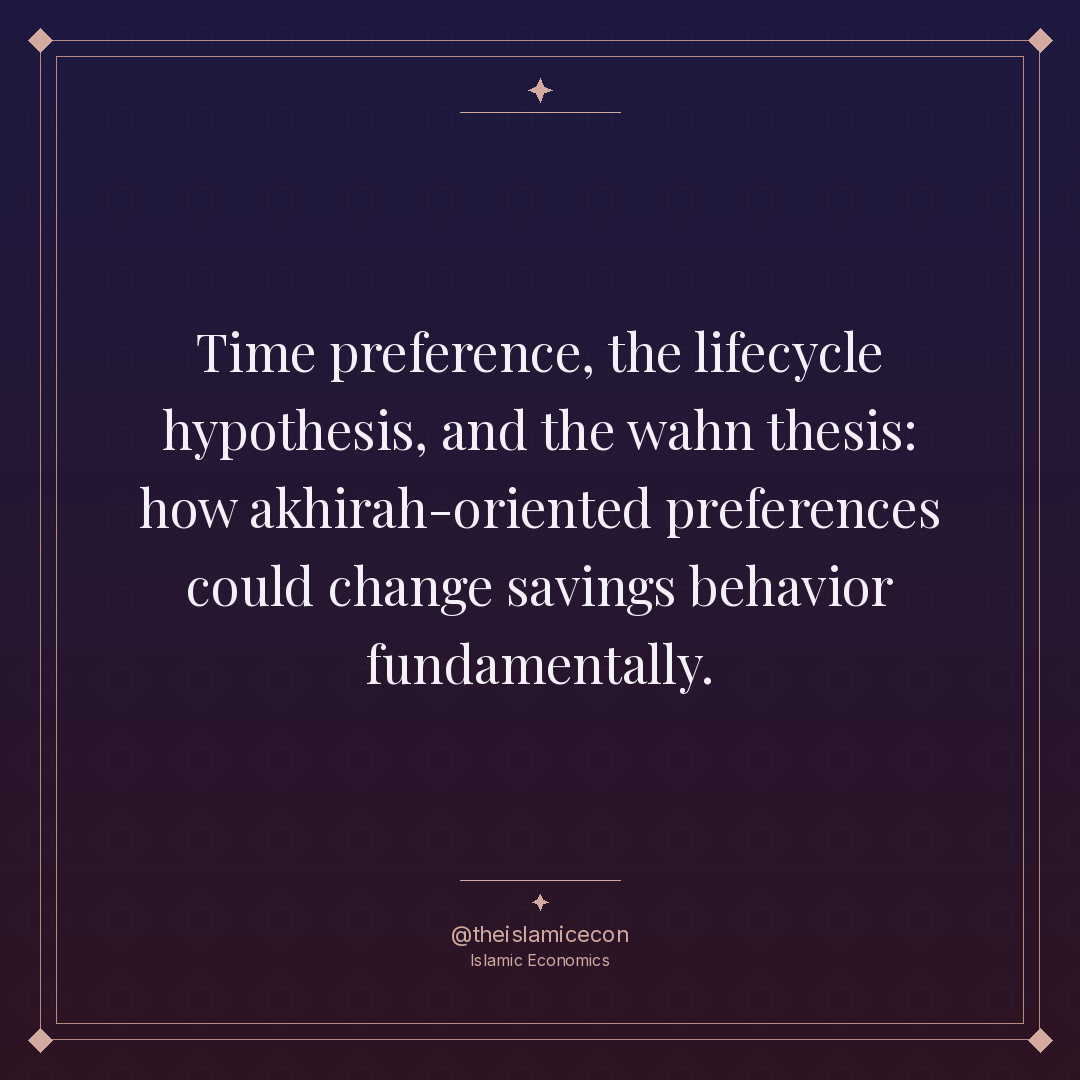 Time preference, the lifecycle
hypothesis, and the wahn thesis:
how akhirah-oriented preferences
could change savings behavior
fundamentally.
@theislamicecon
Islamic Economics